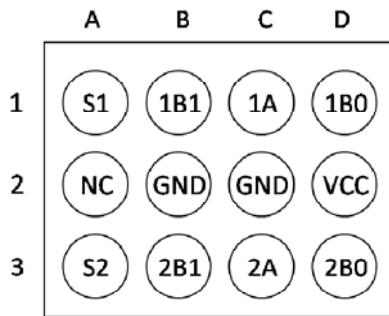 A B C D
1 S1 1B1 1A 1B0
2 NC GND GND VCC
3 S2 2B1 2A 2B0